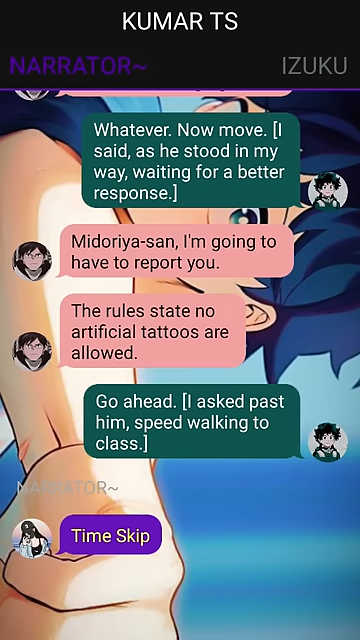 KUMAR TS
NARRATOR~
IZUKU
Whatever. Now move. [I
said, as he stood in my
way, waiting for a better
response.]
Midoriya-san, I'm going to
have to report you.
The rules state no
artificial tattoos are
allowed.
Go ahead. [I asked past
him, speed walking to
class.]
NARRATOR~
Time Skip